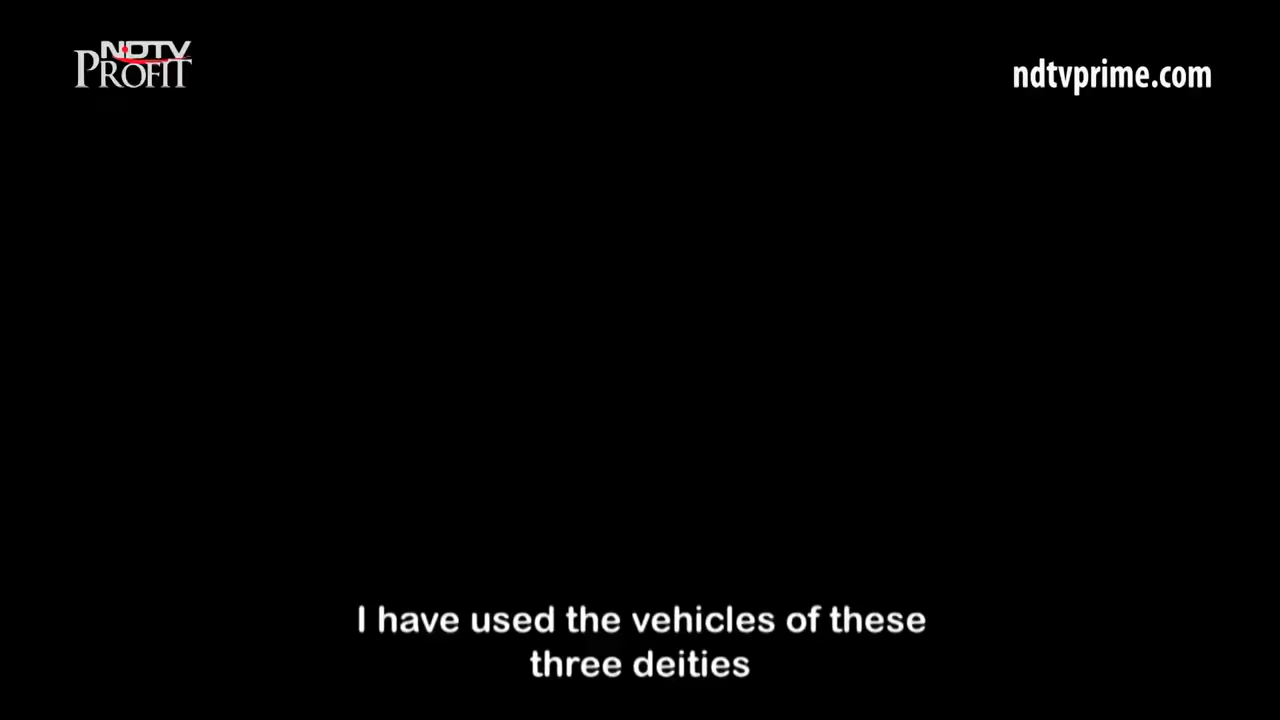 NDTV
PROFIT
ndtvprime.com
I have used the vehicles of these
three deities